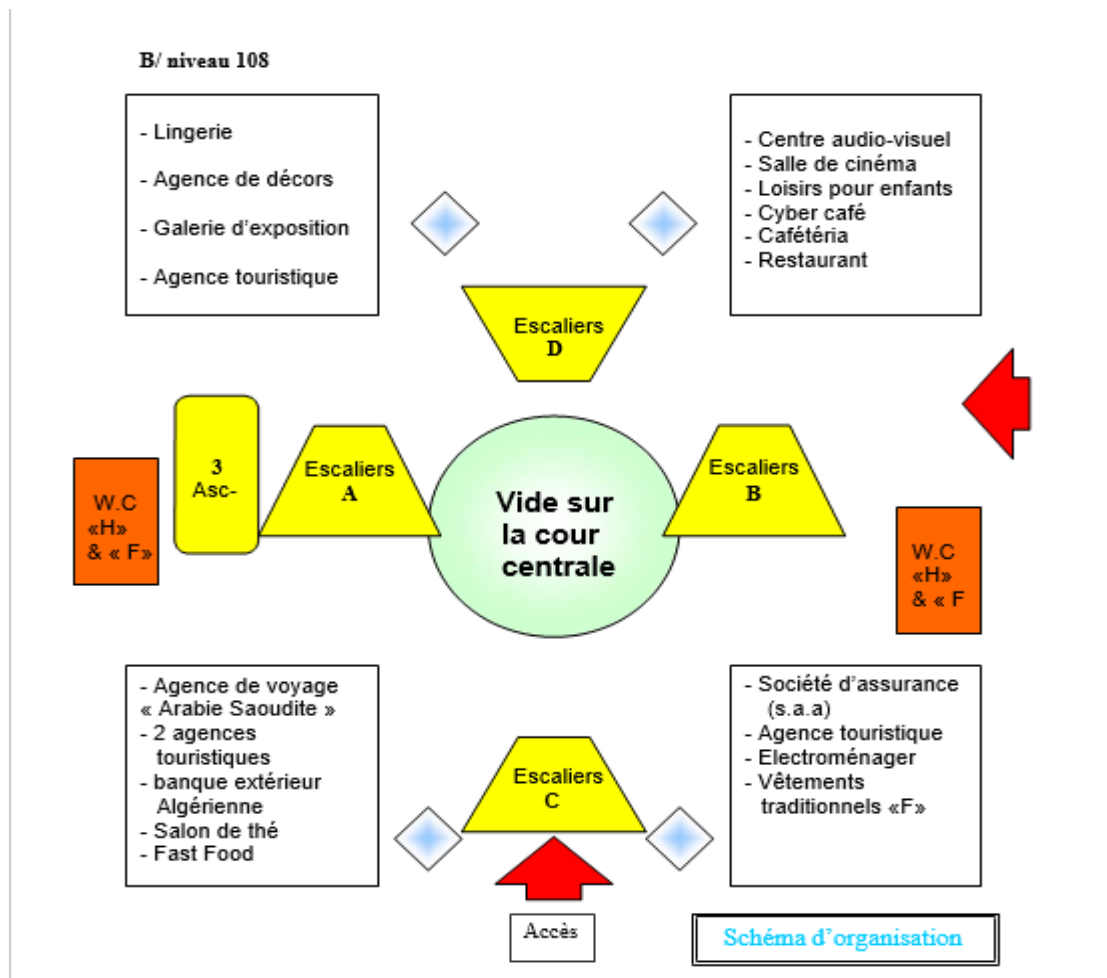 B/ niveau 108
- Lingerie
- Agence de décors
- Galerie d'exposition
- Agence touristique
- Centre audio-visuel
- Salle de cinéma
- Loisirs pour enfants
- Cyber café
- Cafétéria
- Restaurant
Escaliers
D
3
Asc-
Escaliers
A
Vide sur
la cour
centrale
Escaliers
B
W.C
«H»
& « F»
W.C
«H»
& « F
- Agence de voyage
« Arabie Saoudite »
- 2 agences
touristiques
- banque extérieur
Algérienne
- Salon de thé
- Fast Food
Escaliers
C
- Société d'assurance
(s.a.a)
- Agence touristique
- Electroménager
- Vêtements
traditionnels «F»
Accès
Schéma d'organisation